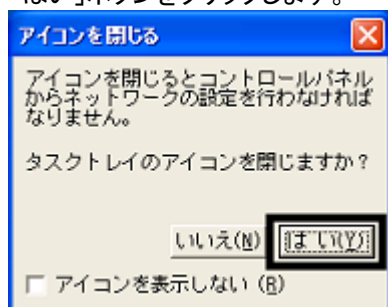 はい」ボタンをクリックします。
アイコンを閉じる
アイコンを閉じるとコントロールパネル
からネットワークの設定を行わなければ
なりません。
タスクトレイのアイコンを閉じますか？
いいえ(N) はい(Y)
アイコンを表示しない (B)